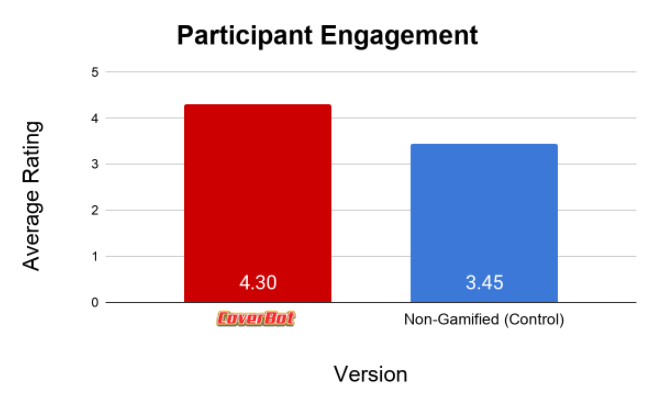 Participant Engagement
Average Rating
5
4
3
2
1
0
4.30
3.45
CoverBot
Non-Gamified (Control)
Version